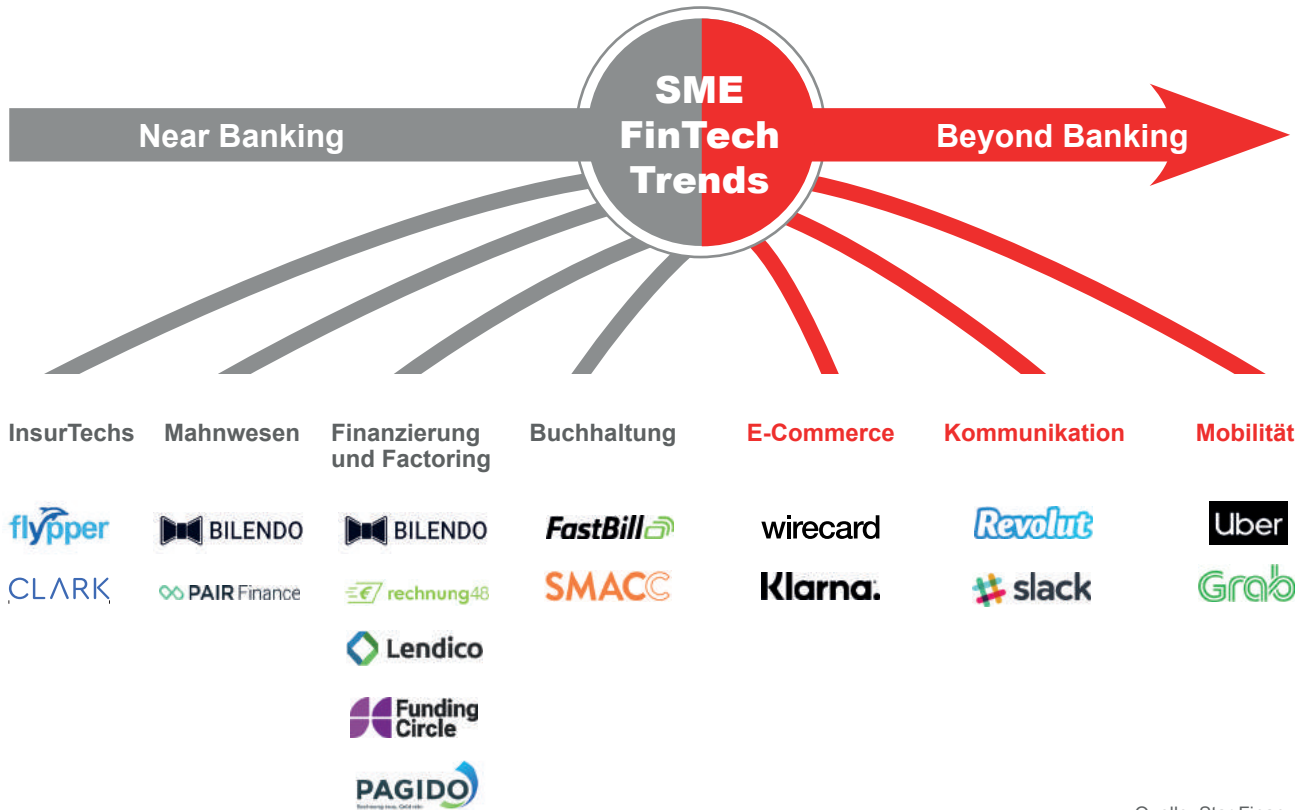 SME
FinTech
Trends
Near Banking
Beyond Banking
InsurTechs
Mahnwesen
Finanzierung
und Factoring
Buchhaltung
E-Commerce
Kommunikation
Mobilität
flypper
BILENDO
BILENDO
FastBill
wirecard
Revolut
Uber
CLARK
PAIR Finance
rechnung48
SMACC
Klarna.
slack
Grab
Lendico
Funding
Circle
PAGIDO